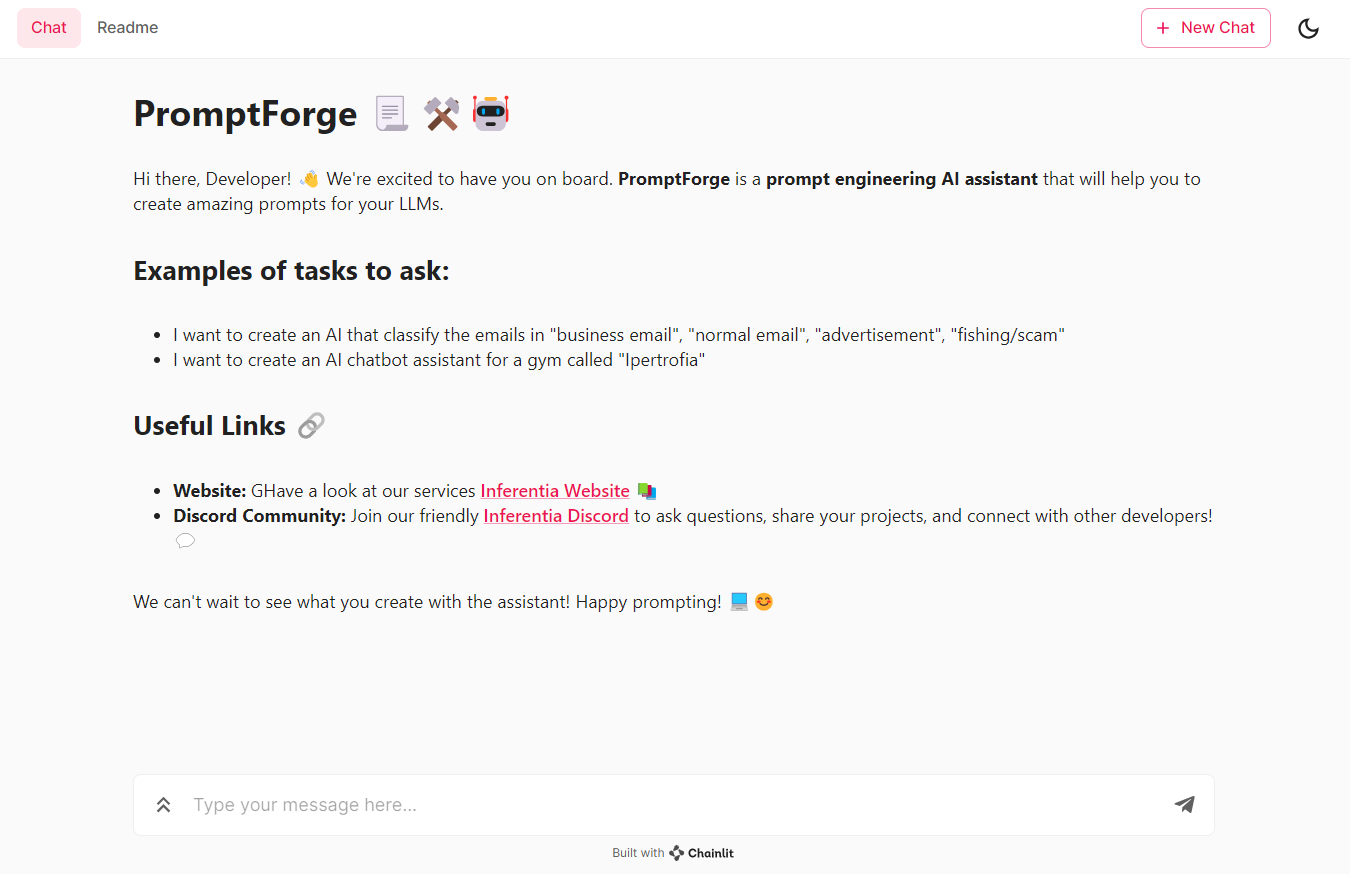 Chat Readme New Chat
PromptForge 📃 ⚒️ 🤖
Hi there, Developer! 👋 We're excited to have you on board. PromptForge is a prompt engineering AI assistant that will help you to
create amazing prompts for your LLMs.
Examples of tasks to ask:
• I want to create an AI that classify the emails in "business email", "normal email", "advertisement", "fishing/scam"
• I want to create an AI chatbot assistant for a gym called "Ipertrofia"
Useful Links 🔗
• Website: GHave a look at our services Inferentia Website 📚
• Discord Community: Join our friendly Inferentia Discord to ask questions, share your projects, and connect with other developers!
💬
We can't wait to see what you create with the assistant! Happy prompting! 💻 😊
Type your message here...
Built with Chainlit